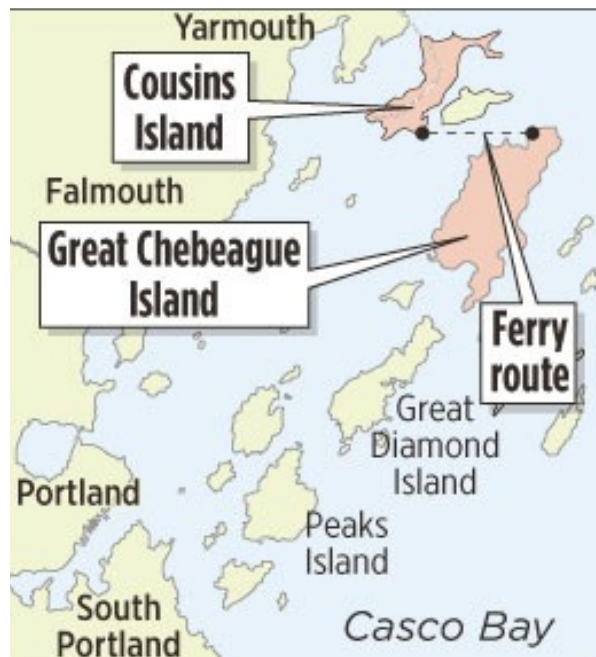 Yarmouth
Cousins
Island
Falmouth
Great Chebeague
Island
Ferry
route
Great
Diamond
Island
Portland
Peaks
Island
South
Portland
Casco Bay